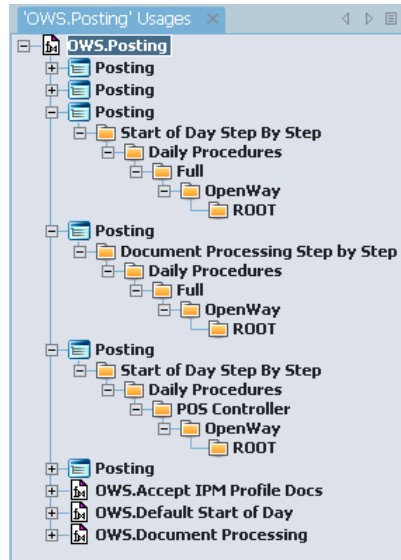 'OWS.Posting' Usages
OWS.Posting
Posting
Posting
Posting
Start of Day Step By Step
Daily Procedures
Full
OpenWay
ROOT
Posting
Document Processing Step by Step
Daily Procedures
Full
OpenWay
ROOT
Posting
Start of Day Step By Step
Daily Procedures
POS Controller
OpenWay
ROOT
Posting
OWS.Accept IPM Profile Docs
OWS.Default Start of Day
OWS.Document Processing